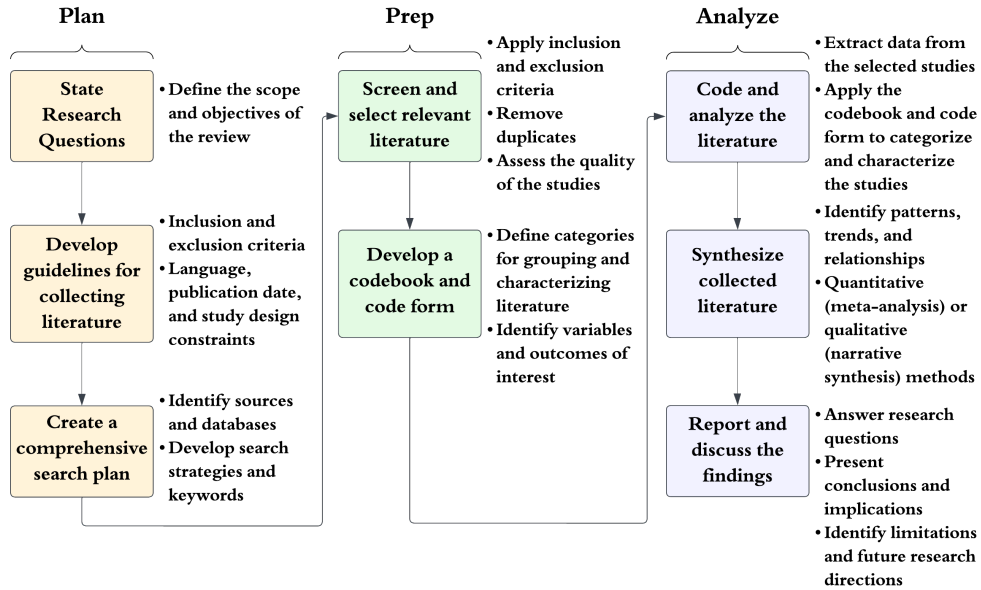 Plan
State
Research
Questions
• Define the scope
and objectives of
the review
Develop
guidelines for
collecting
literature
• Inclusion and
exclusion criteria
• Language,
publication date,
and study design
constraints
Create a
comprehensive
search plan
• Identify sources
and databases
• Develop search
strategies and
keywords
Prep
Screen and
select relevant
literature
• Apply inclusion
and exclusion
criteria
• Remove
duplicates
• Assess the quality
of the studies
Develop a
codebook and
code form
• Define categories
for grouping and
characterizing
literature
• Identify variables
and outcomes of
interest
Analyze
Code and
analyze the
literature
• Extract data from
the selected studies
• Apply the
codebook and code
form to categorize
and characterize
the studies
Synthesize
collected
literature
• Identify patterns,
trends, and
relationships
• Quantitative
(meta-analysis) or
qualitative
(narrative
synthesis) methods
Report and
discuss the
findings
• Answer research
questions
• Present
conclusions and
implications
• Identify limitations
and future research
directions